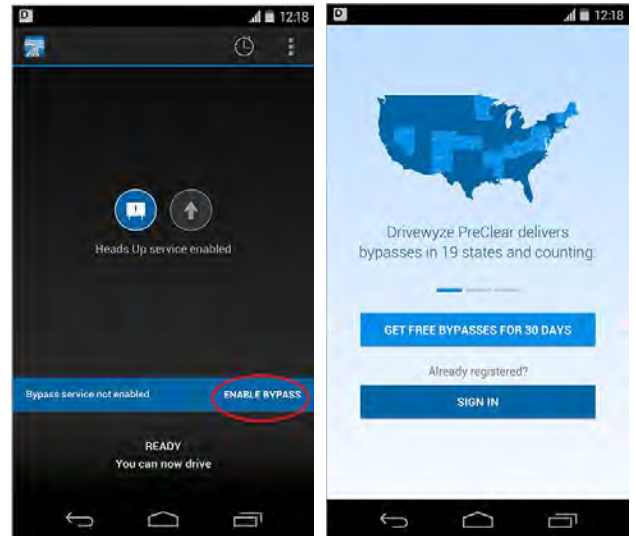 12:18
Heads Up service enabled
Bypass service not enabled
ENABLE BYPASS
READY
You can now drive
12:18
Drivewyze PreClear delivers
bypasses in 19 states and counting.
GET FREE BYPASSES FOR 30 DAYS
Already registered?
SIGN IN